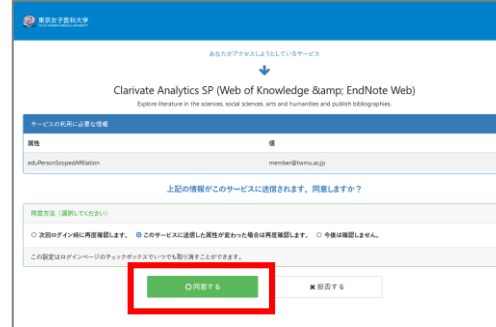 東京女子医科大学
TOKYO WOMEN'S MEDICAL UNIVERSITY
あなたがアクセスしようとしているサービス
Clarivate Analytics SP (Web of Knowledge &amp; EndNote Web)
Explore literature in the sciences, social sciences, arts and humanities and publish bibliographies.
サービスの利用に必要な情報
属性 値
eduPersonScopedAffiliation member@twmu.ac.jp
上記の情報がこのサービスに送信されます。同意しますか？
同意方法（選択してください）
次回ログイン時に再度確認します。 このサービスに送信した属性が変わった場合は再度確認します。 今後は確認しません。
この設定はログインページのチェックボックスでいつでも取り消すことができます。
同意する 拒否する